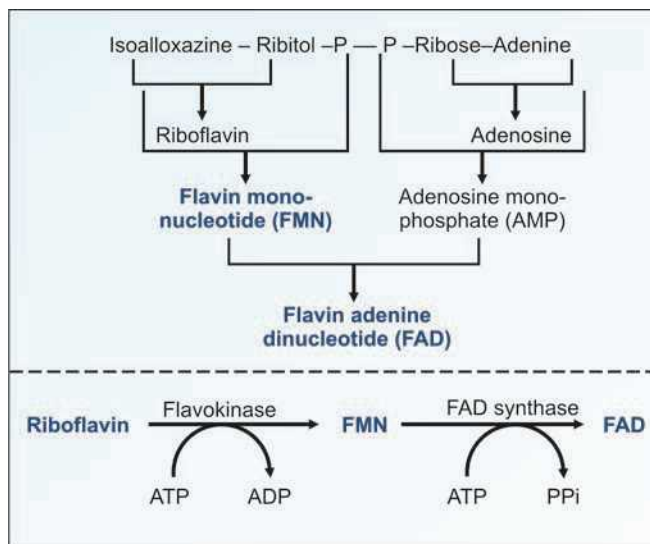 Isoalloxazine – Ribitol –P — P –Ribose–Adenine
Riboflavin
Adenosine
Flavin mono-
nucleotide (FMN)
Adenosine mono-
phosphate (AMP)
Flavin adenine
dinucleotide (FAD)
Flavokinase
FAD synthase
Riboflavin
FMN
FAD
ATP
ADP
ATP
PPi